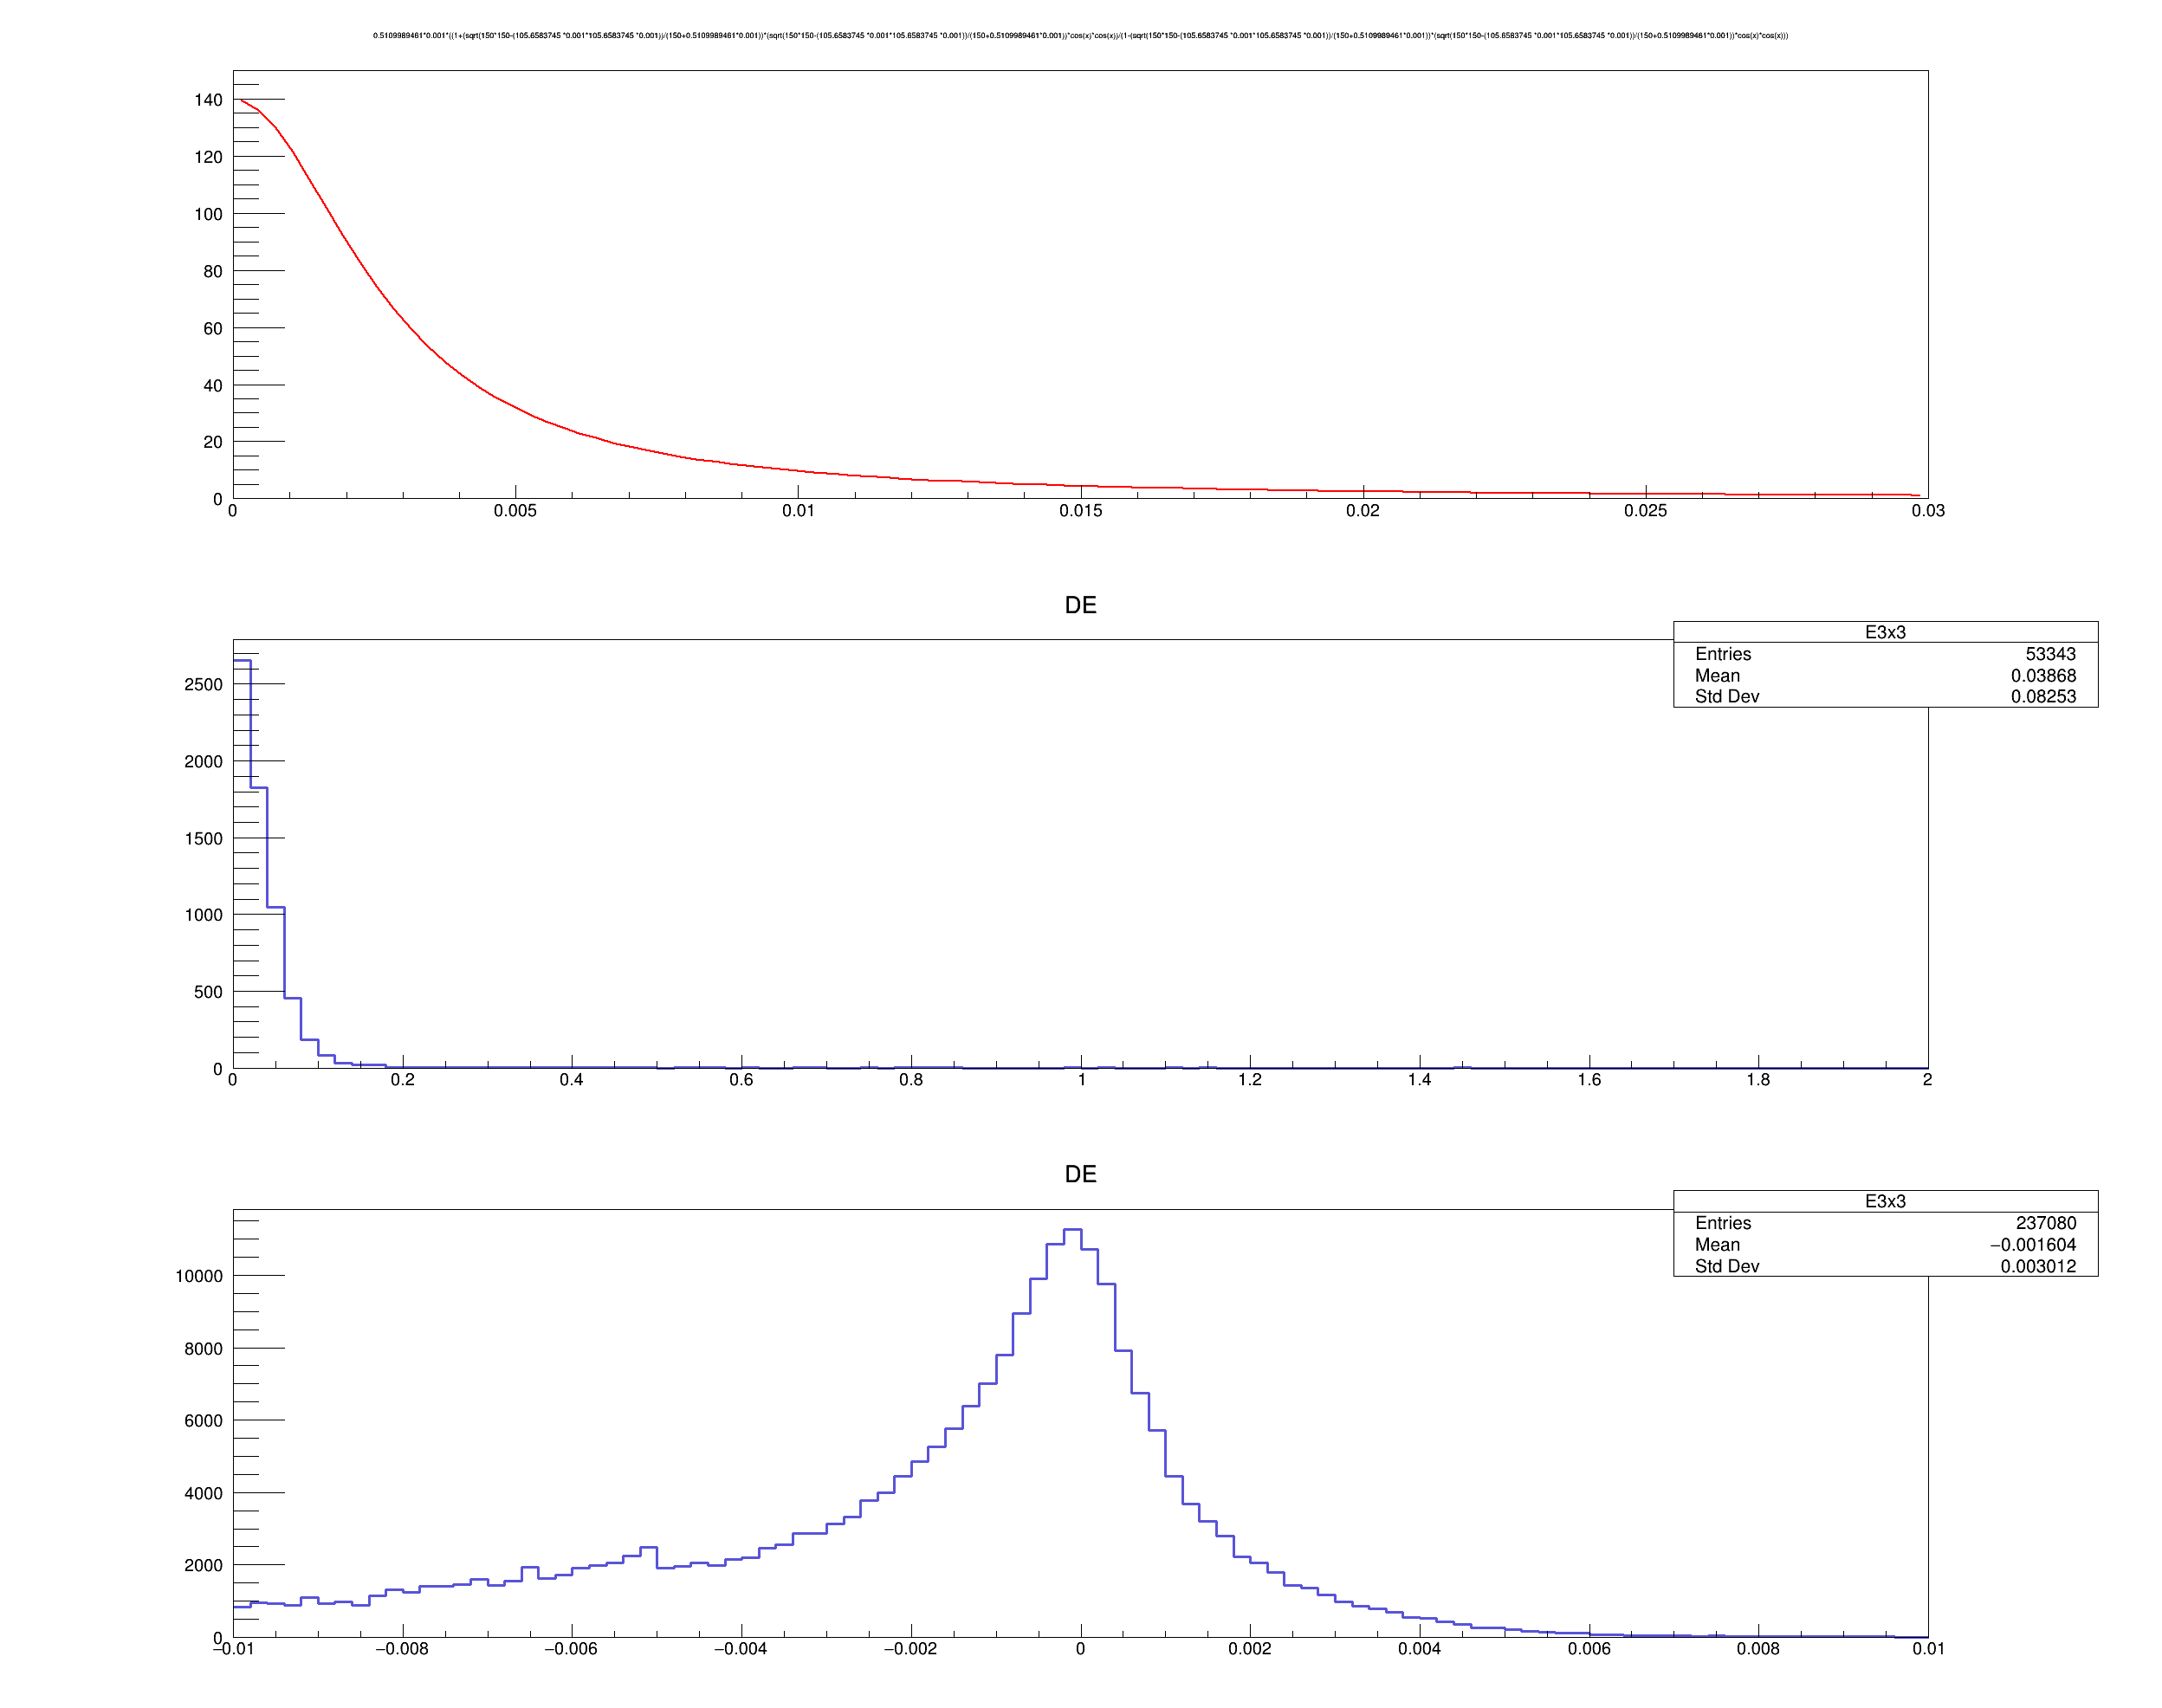 0.5109989461*0.001*((1+(sqrt(150*150-(105.6583745 *0.001*105.6583745 *0.001))/(150+0.5109989461*0.001))*(sqrt(150*150-(105.6583745 *0.001*105.6583745 *0.001))/(150+0.5109989461*0.001))*cos(x)*cos(x))/(1-(sqrt(150*150-(105.6583745 *0.001*105.6583745 *0.001))/(150+0.5109989461*0.001))*(sqrt(150*150-(105.6583745 *0.001*105.6583745 *0.001))/(150+0.5109989461*0.001))*cos(x)*cos(x)))
140
120
100
80
60
40
20
0
0 0.005 0.01 0.015 0.02 0.025 0.03
DE
E3x3
Entries 53343
Mean 0.03868
Std Dev 0.08253
2500
2000
1500
1000
500
0
0 0.2 0.4 0.6 0.8 1 1.2 1.4 1.6 1.8 2
DE
E3x3
Entries 237080
Mean −0.001604
Std Dev 0.003012
10000
8000
6000
4000
2000
0
−0.01 −0.008 −0.006 −0.004 −0.002 0 0.002 0.004 0.006 0.008 0.01